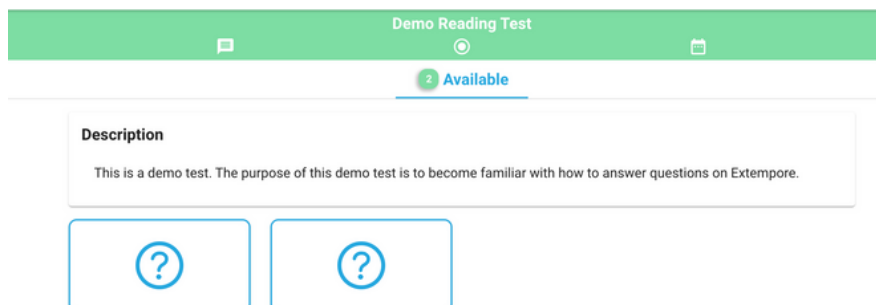 Demo Reading Test
2 Available
Description
This is a demo test. The purpose of this demo test is to become familiar with how to answer questions on Extempore.
? ?